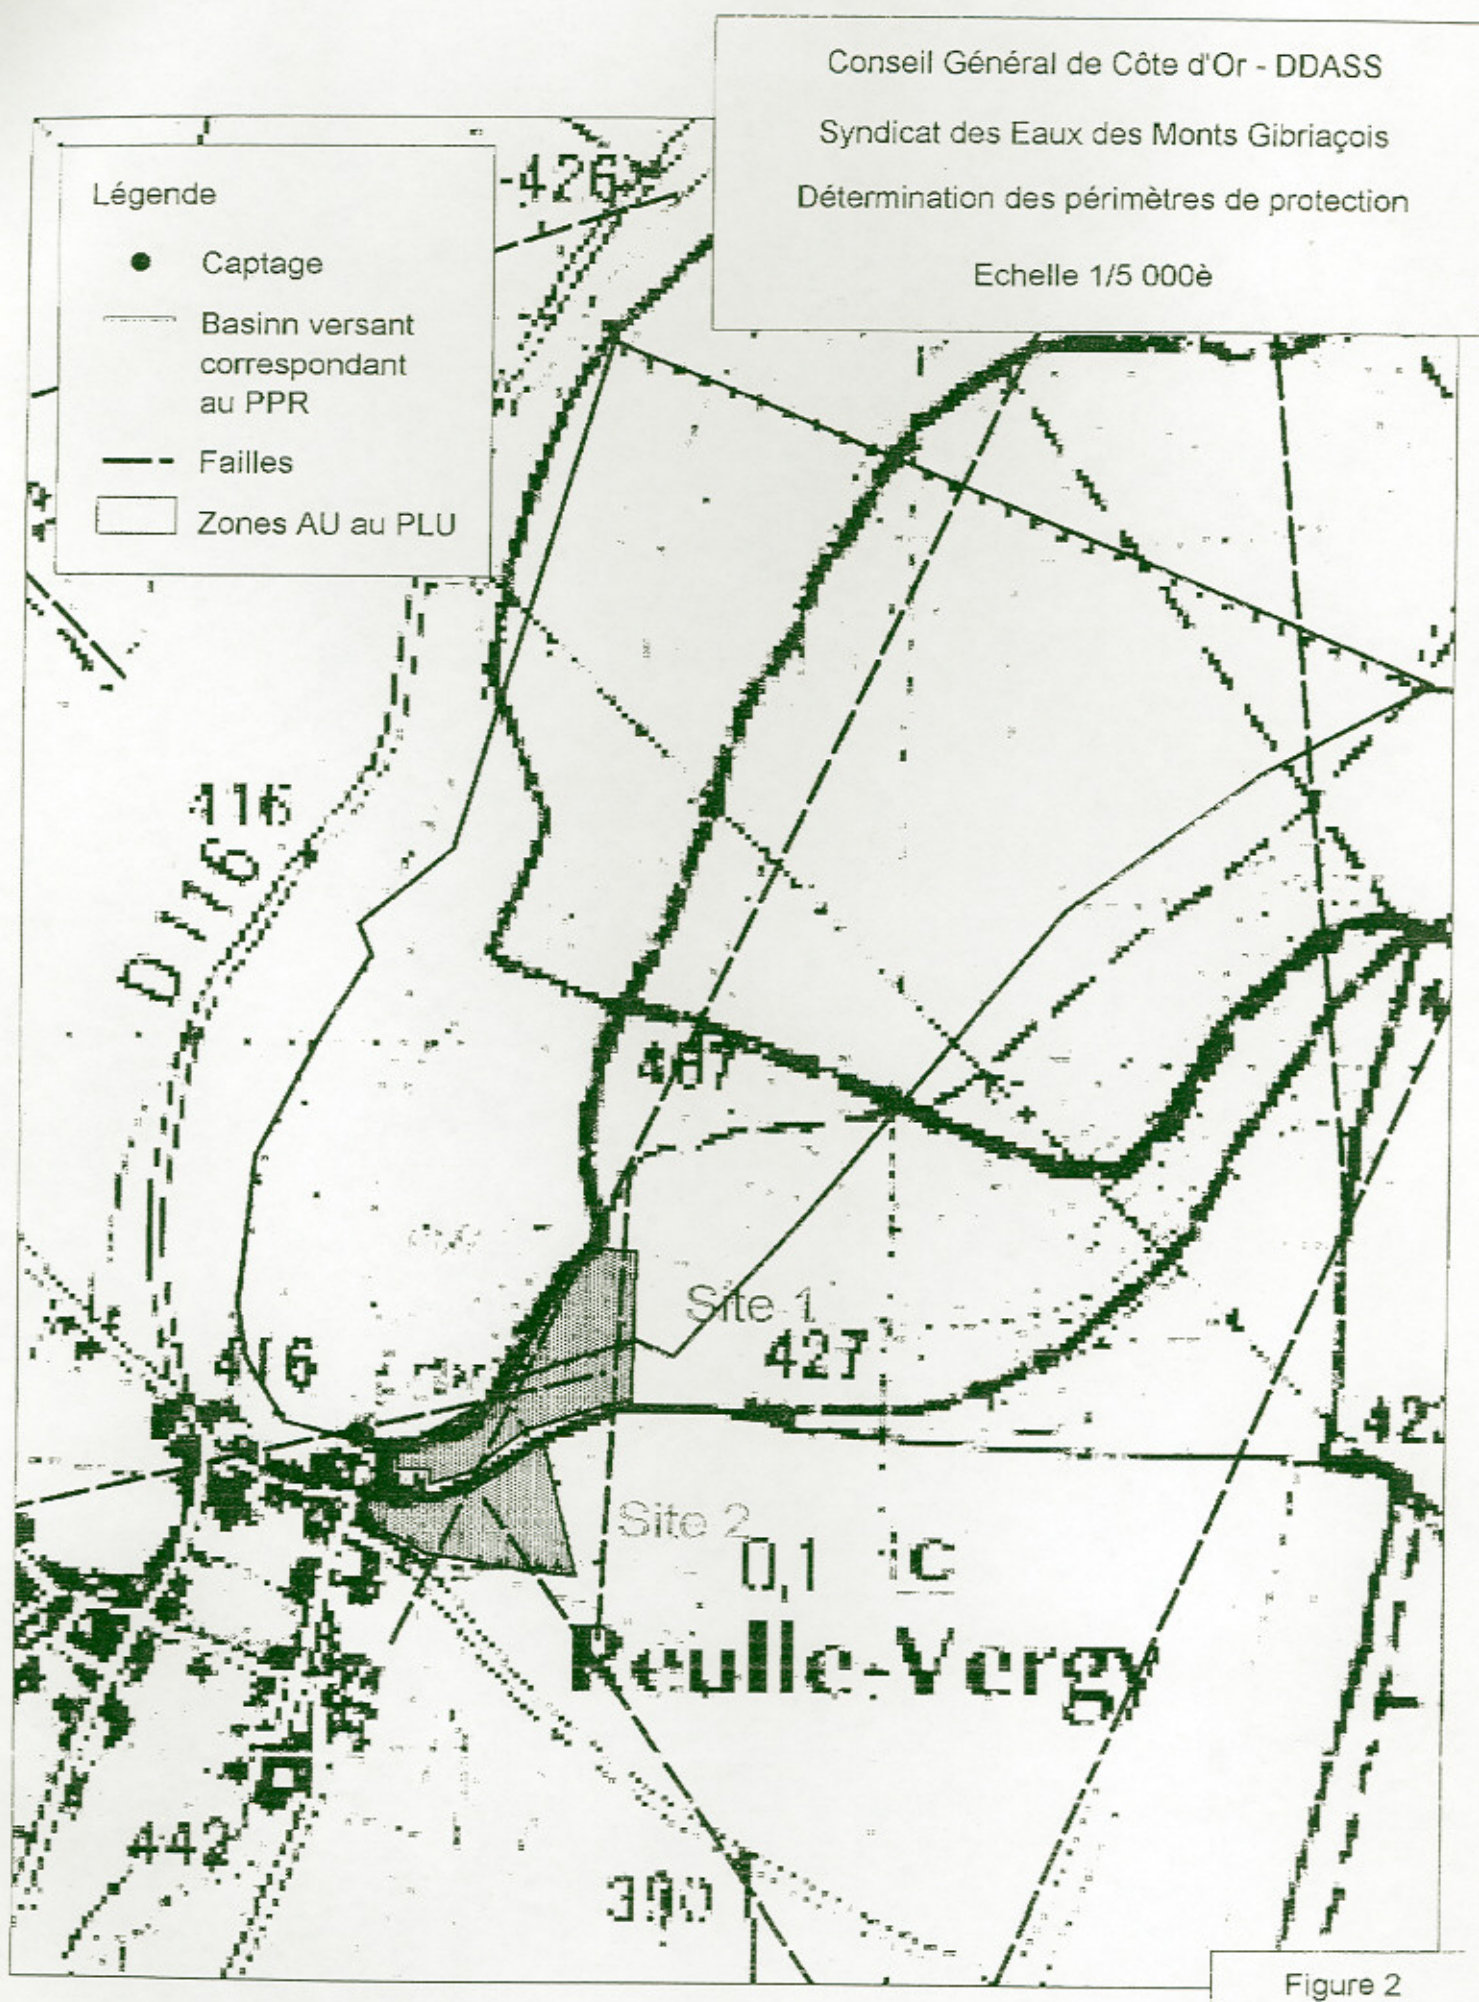 Conseil Général de Côte d'Or - DDASS
Syndicat des Eaux des Monts Gibriaçois
Détermination des périmètres de protection
Echelle 1/5 000è
Légende
Captage
Basinn versant
correspondant
au PPR
Failles
Zones AU au PLU
426
416
D 116
467
Site 1
416
427
Site 2
0,1
Reulle-Vergy
442
390
Figure 2